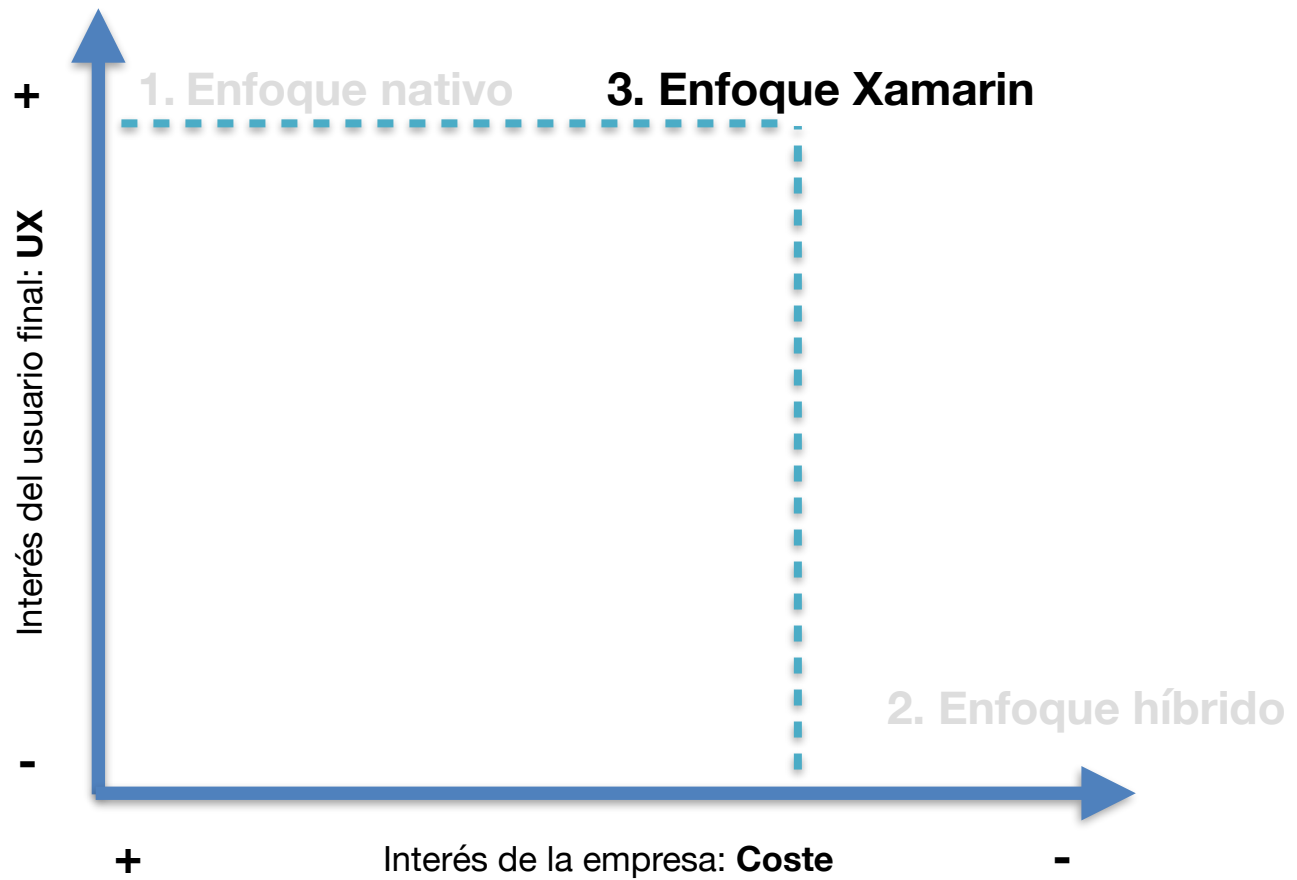 +
1. Enfoque nativo
3. Enfoque Xamarin
Interés del usuario final: UX
2. Enfoque híbrido
-
+
Interés de la empresa: Coste
-